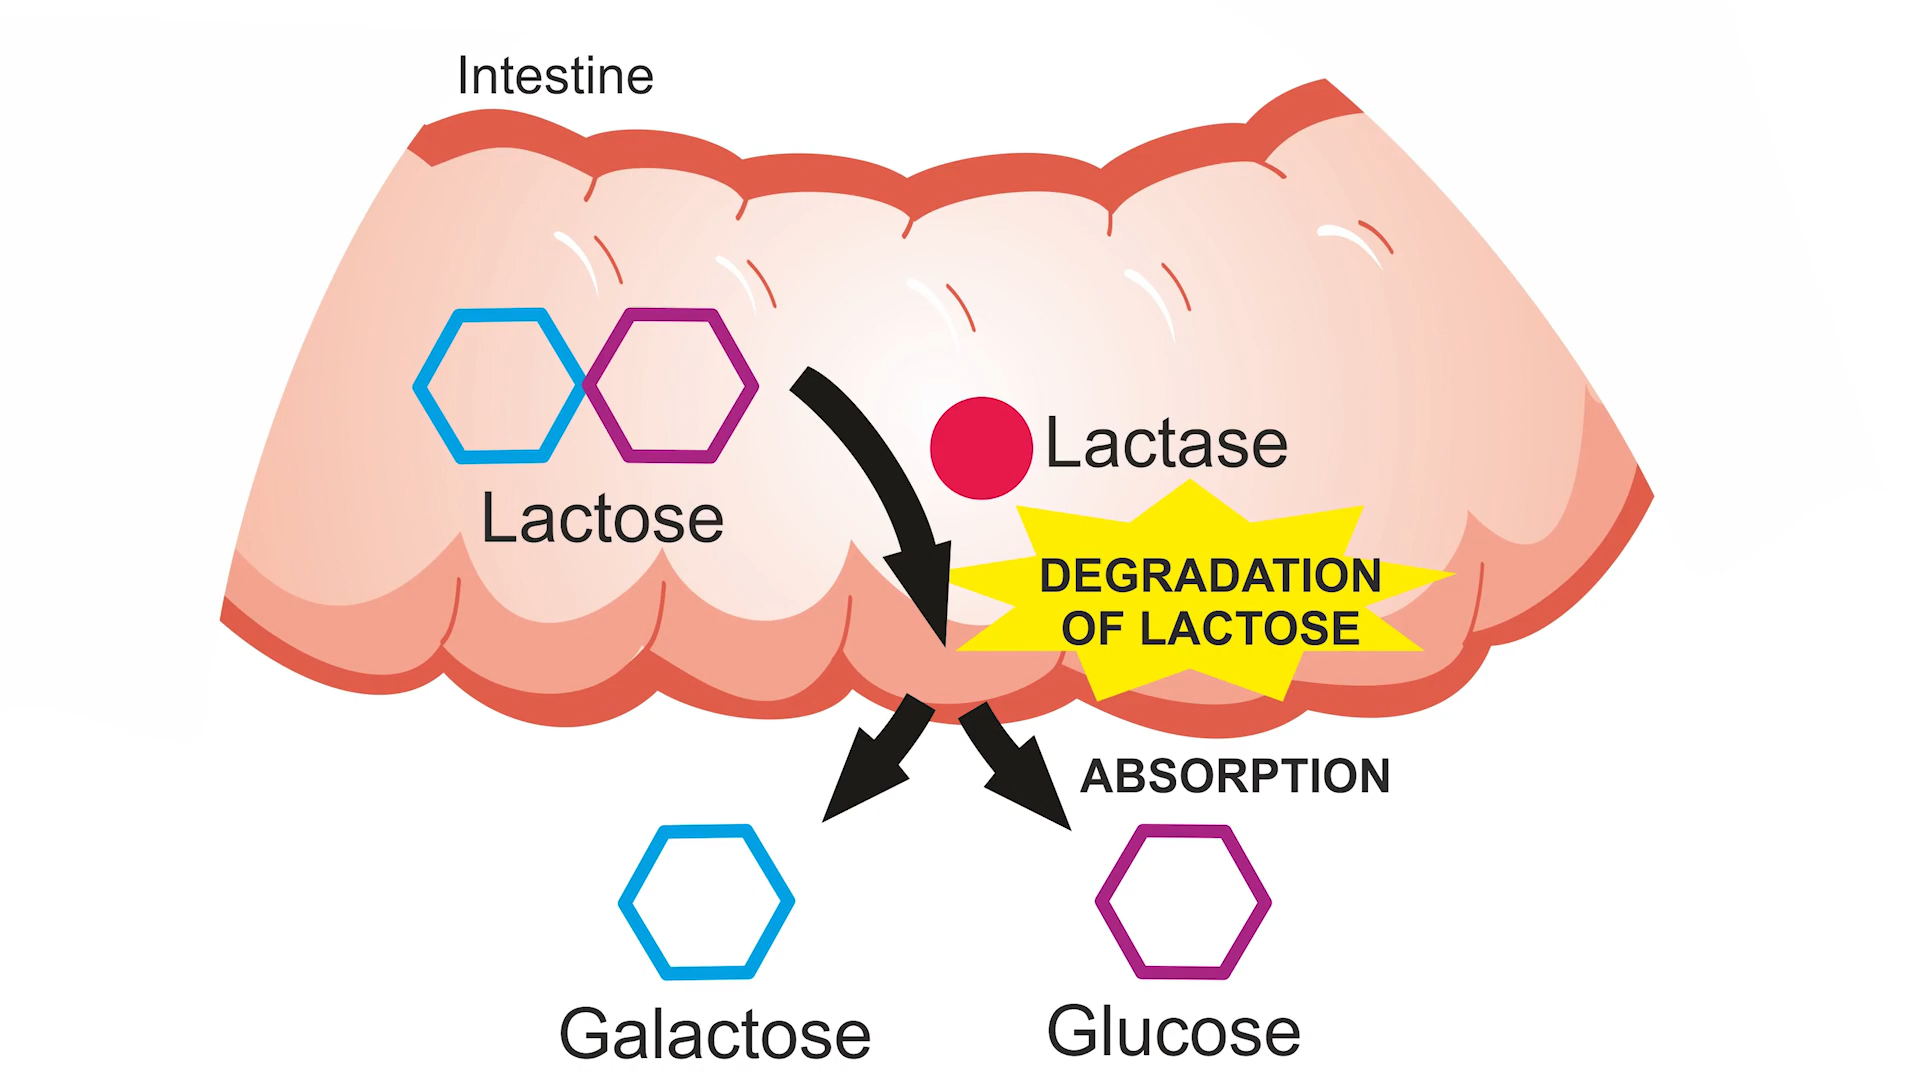 Intestine
Lactase
Lactose
DEGRADATION
OF LACTOSE
ABSORPTION
Galactose
Glucose